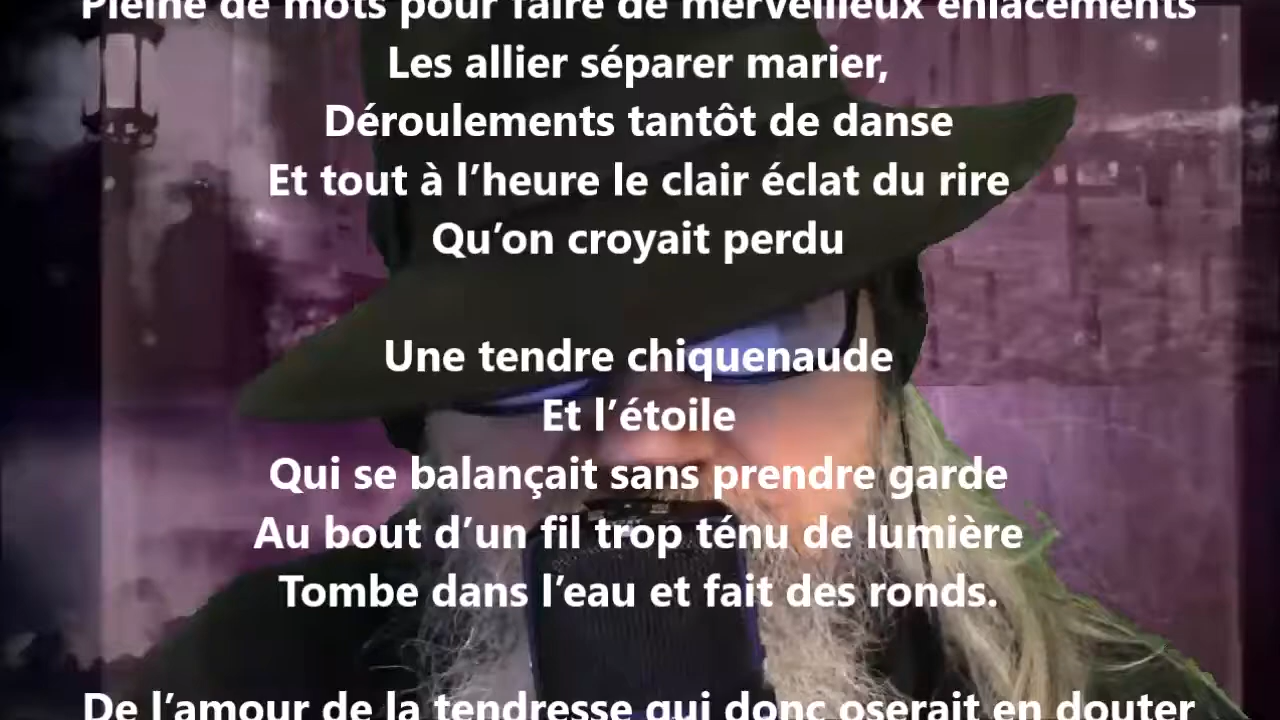 Pleine de mots pour faire de merveilleux enlacements
Les allier séparer marier,
Déroulements tantôt de danse
Et tout à l’heure le clair éclat du rire
Qu’on croyait perdu
Une tendre chiquenaude
Et l’étoile
Qui se balançait sans prendre garde
Au bout d’un fil trop ténu de lumière
Tombe dans l’eau et fait des ronds.
De l’amour de la tendresse qui donc oserait en douter